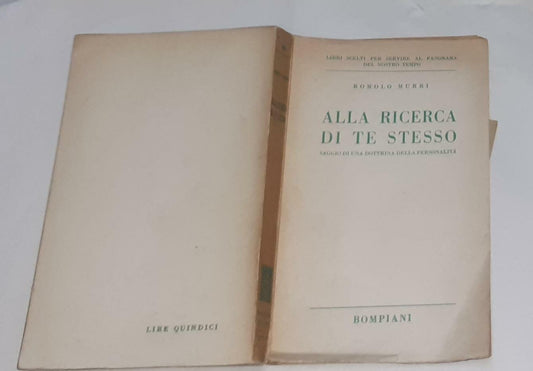 LIBRI SCELTI PER SERVIRE AL PANORAMA
DEL NOSTRO TEMPO
ROMOLO MURRI
ALLA RICERCA
DI TE STESSO
SAGGIO DI UNA DOTTRINA DELLA PERSONALITÀ
BOMPIANI
LIRE QUINDICI